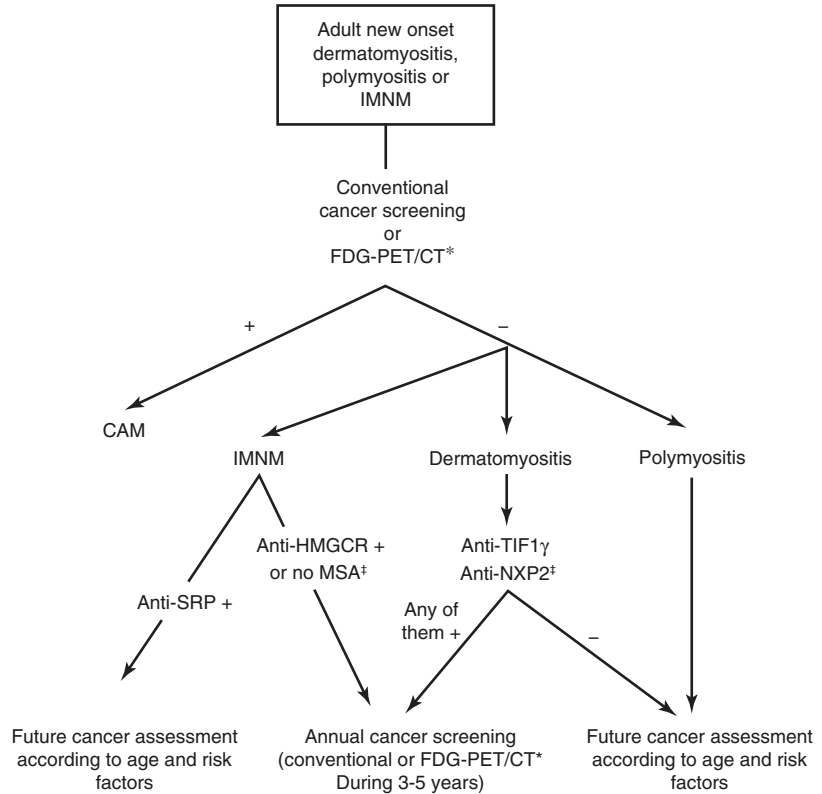 Adult new onset
dermatomyositis,
polymyositis or
IMNM
Conventional
cancer screening
or
FDG-PET/CT*
+
–
CAM
IMNM
Dermatomyositis
Polymyositis
Anti-HMGCR +
or no MSA‡
Anti-TIF1γ
Anti-NXP2‡
Anti-SRP +
Any of
them +
–
Future cancer assessment
according to age and risk
factors
Annual cancer screening
(conventional or FDG-PET/CT*
During 3-5 years)
Future cancer assessment
according to age and risk
factors